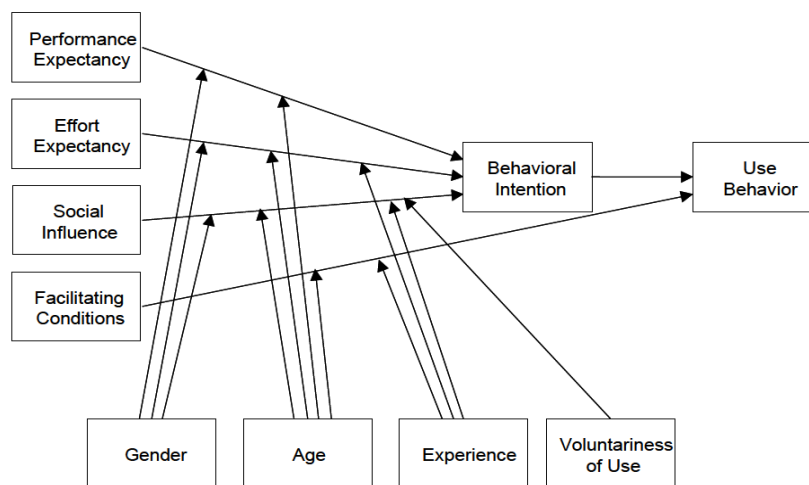 Performance
Expectancy
Effort
Expectancy
Social
Influence
Facilitating
Conditions
Behavioral
Intention
Use
Behavior
Gender
Age
Experience
Voluntariness
of Use